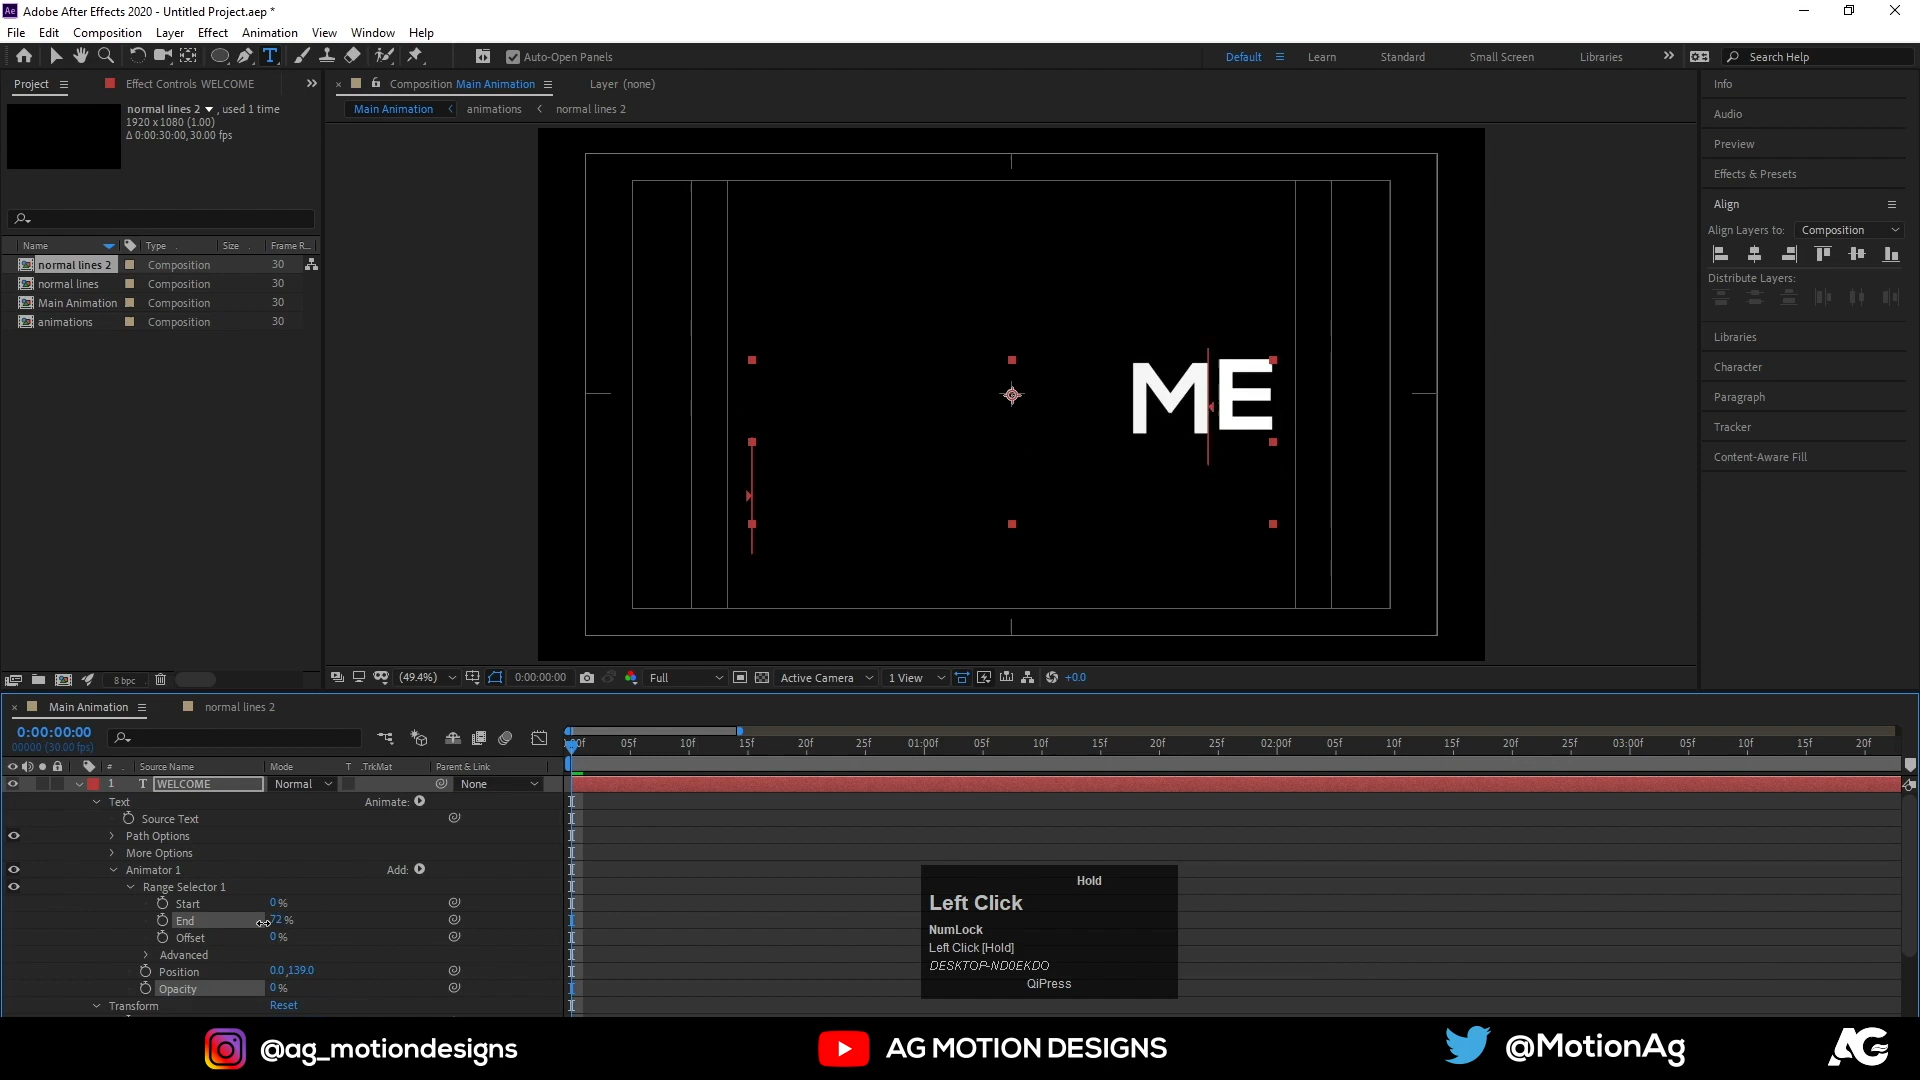 Adobe After Effects 2020 - Untitled Project.aep *
File Edit Composition Layer Effect Animation View Window Help
Auto-Open Panels Default Learn Standard Small Screen Libraries Search Help
Project Effect Controls WELCOME Composition Main Animation Layer (none) Info
normal lines 2 , used 1 time Main Animation animations normal lines 2
1920 x 1080 (1.00)
Δ 0:00:30:00, 30.00 fps
Audio
Preview
Effects & Presets
Align
Align Layers to: Composition
Distribute Layers:
Name Type Size Frame R...
normal lines 2 Composition 30
normal lines Composition 30
Main Animation Composition 30
animations Composition 30
Libraries
Character
Paragraph
Tracker
Content-Aware Fill
ME
8 bpc (49.4%) 0:00:00:00 Full Active Camera 1 View +0.0
Main Animation normal lines 2
0:00:00:00
00000 (30.00 fps)
:00f 05f 10f 15f 20f 25f 01:00f 05f 10f 15f 20f 25f 02:00f 05f 10f 15f 20f 25f 03:00f 05f 10f 15f 20f
# Source Name Mode T .TrkMat Parent & Link
1 T WELCOME Normal None
Text Animate:
Source Text
Path Options
More Options
Animator 1 Add:
Range Selector 1
Start 0 %
End 72 %
Offset 0 %
Advanced
Position 0.0,139.0
Opacity 0 %
Transform Reset
Hold
Left Click
NumLock
Left Click [Hold]
DESKTOP-ND0EKDO
QiPress
@ag_motiondesigns AG MOTION DESIGNS @MotionAg AG